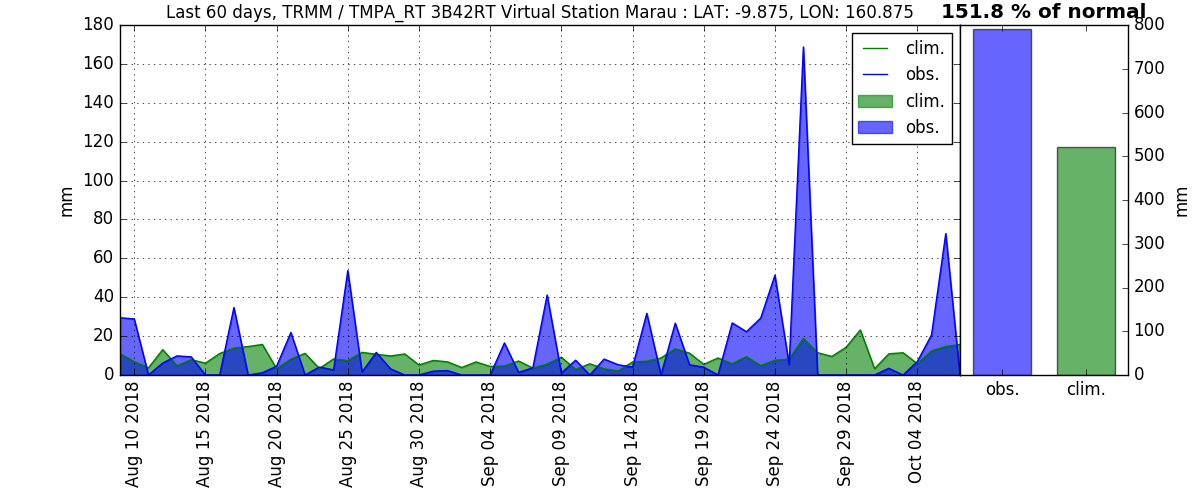 Last 60 days, TRMM / TMPA_RT 3B42RT Virtual Station Marau : LAT: -9.875, LON: 160.875
151.8 % of normal
180
160
140
120
100
80
60
40
20
0
mm
clim.
obs.
clim.
obs.
800
700
600
500
400
300
200
100
0
mm
obs.
clim.
Aug 10 2018
Aug 15 2018
Aug 20 2018
Aug 25 2018
Aug 30 2018
Sep 04 2018
Sep 09 2018
Sep 14 2018
Sep 19 2018
Sep 24 2018
Sep 29 2018
Oct 04 2018